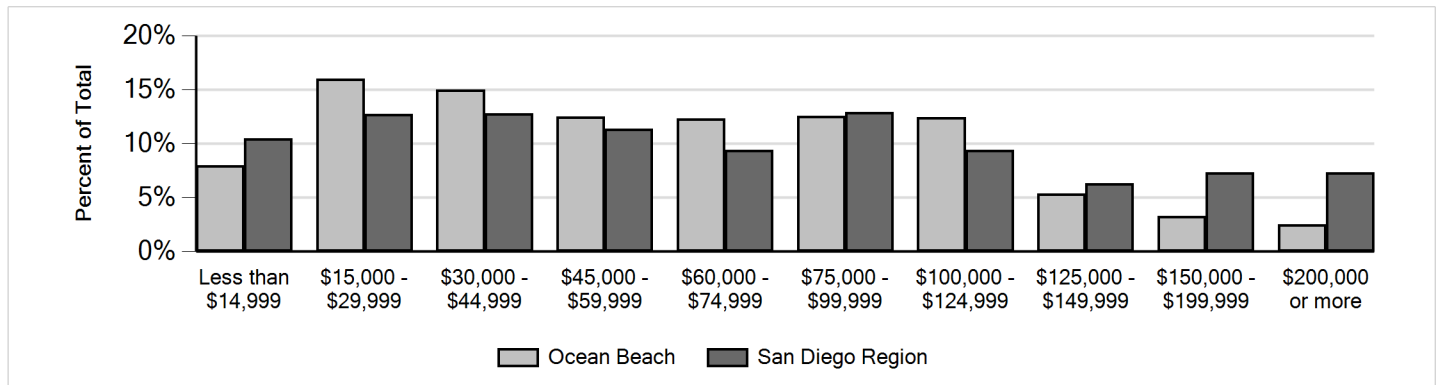 Percent of Total
20%
15%
10%
5%
0%
Less than $14,999
$15,000 - $29,999
$30,000 - $44,999
$45,000 - $59,999
$60,000 - $74,999
$75,000 - $99,999
$100,000 - $124,999
$125,000 - $149,999
$150,000 - $199,999
$200,000 or more
Ocean Beach
San Diego Region